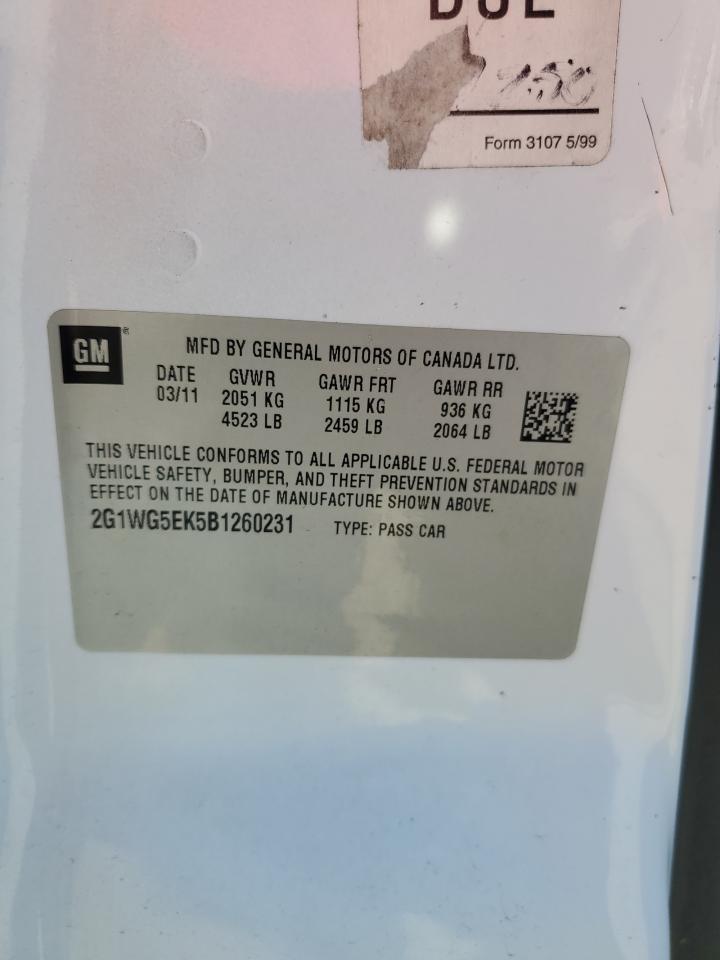 DUE
Form 3107 5/99
GM
MFD BY GENERAL MOTORS OF CANADA LTD.
DATE GVWR GAWR FRT GAWR RR
03/11 2051 KG 1115 KG 936 KG
4523 LB 2459 LB 2064 LB
THIS VEHICLE CONFORMS TO ALL APPLICABLE U.S. FEDERAL MOTOR
VEHICLE SAFETY, BUMPER, AND THEFT PREVENTION STANDARDS IN
EFFECT ON THE DATE OF MANUFACTURE SHOWN ABOVE.
2G1WG5EK5B1260231 TYPE: PASS CAR